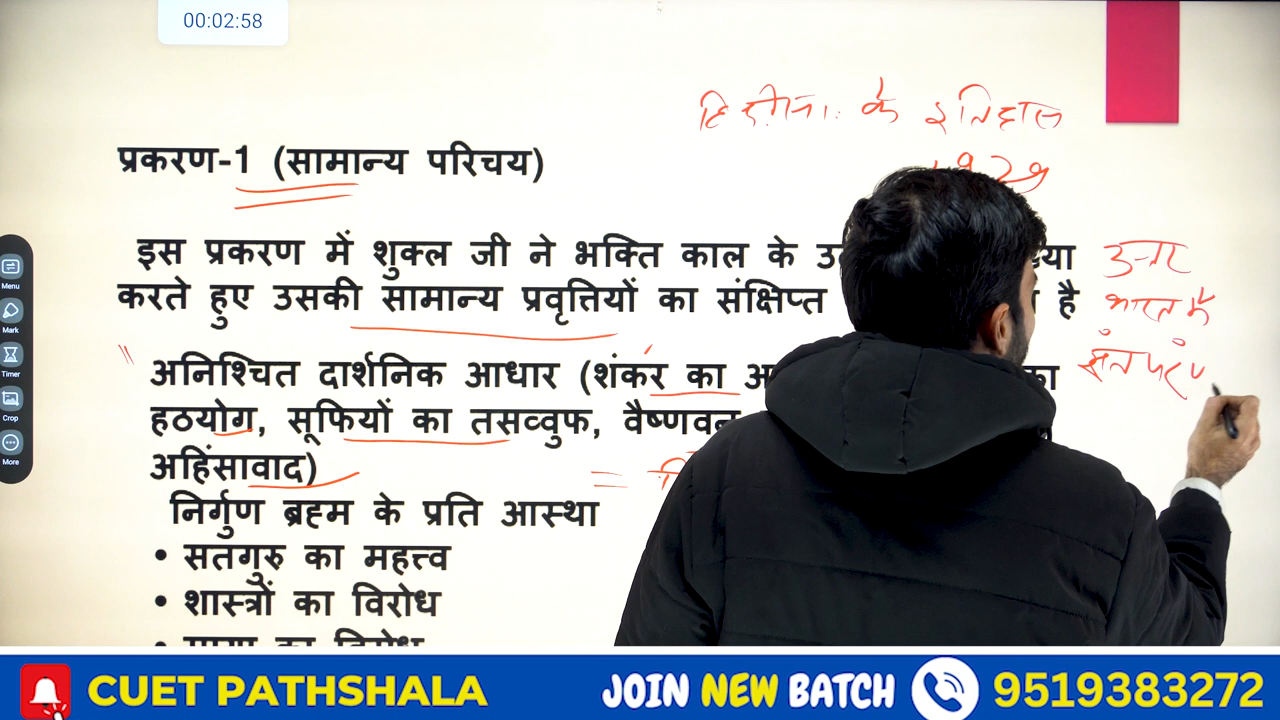 00:02:58
के इतिहास
1929
प्रकरण-1 (सामान्य परिचय)
इस प्रकरण में शुक्ल जी ने भक्ति काल के
करते हुए उसकी सामान्य प्रवृत्तियों का संक्षिप्त है
उत्तर
भारत में
संत
अनिश्चित दार्शनिक आधार (शंकर का का
हठयोग, सूफियों का तसव्वुफ,
अहिंसावाद)
निर्गुण ब्रह्म के प्रति आस्था
• सतगुरु का महत्त्व
• शास्त्रों का विरोध
Menu
Mark
Timer
Crop
More
CUET PATHSHALA JOIN NEW BATCH 9519383272